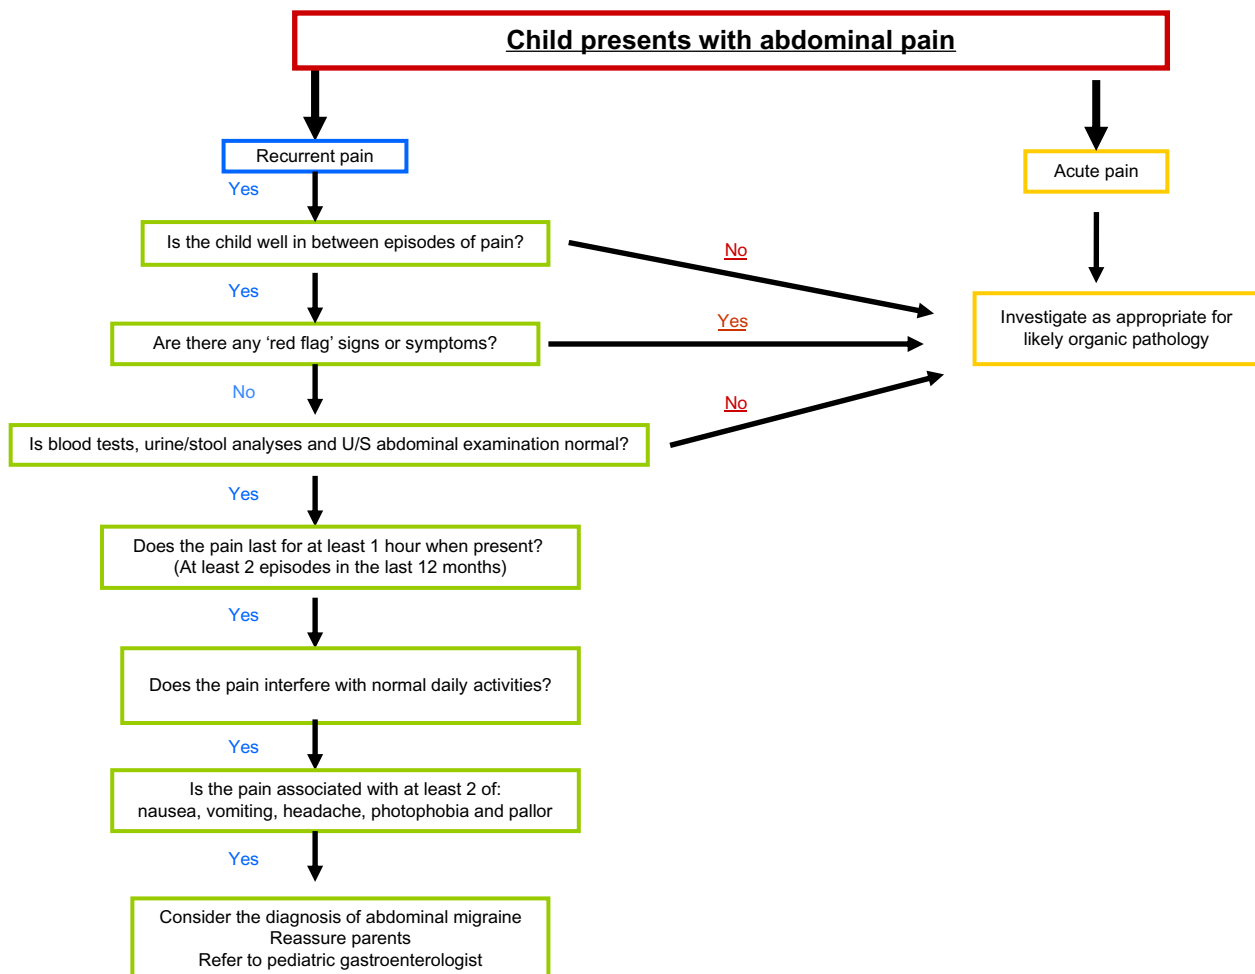 Child presents with abdominal pain
Recurrent pain
Acute pain
Yes
Is the child well in between episodes of pain?
No
Yes
Are there any ‘red flag’ signs or symptoms?
Yes
Investigate as appropriate for
likely organic pathology
No
Is blood tests, urine/stool analyses and U/S abdominal examination normal?
No
Yes
Does the pain last for at least 1 hour when present?
(At least 2 episodes in the last 12 months)
Yes
Does the pain interfere with normal daily activities?
Yes
Is the pain associated with at least 2 of:
nausea, vomiting, headache, photophobia and pallor
Yes
Consider the diagnosis of abdominal migraine
Reassure parents
Refer to pediatric gastroenterologist